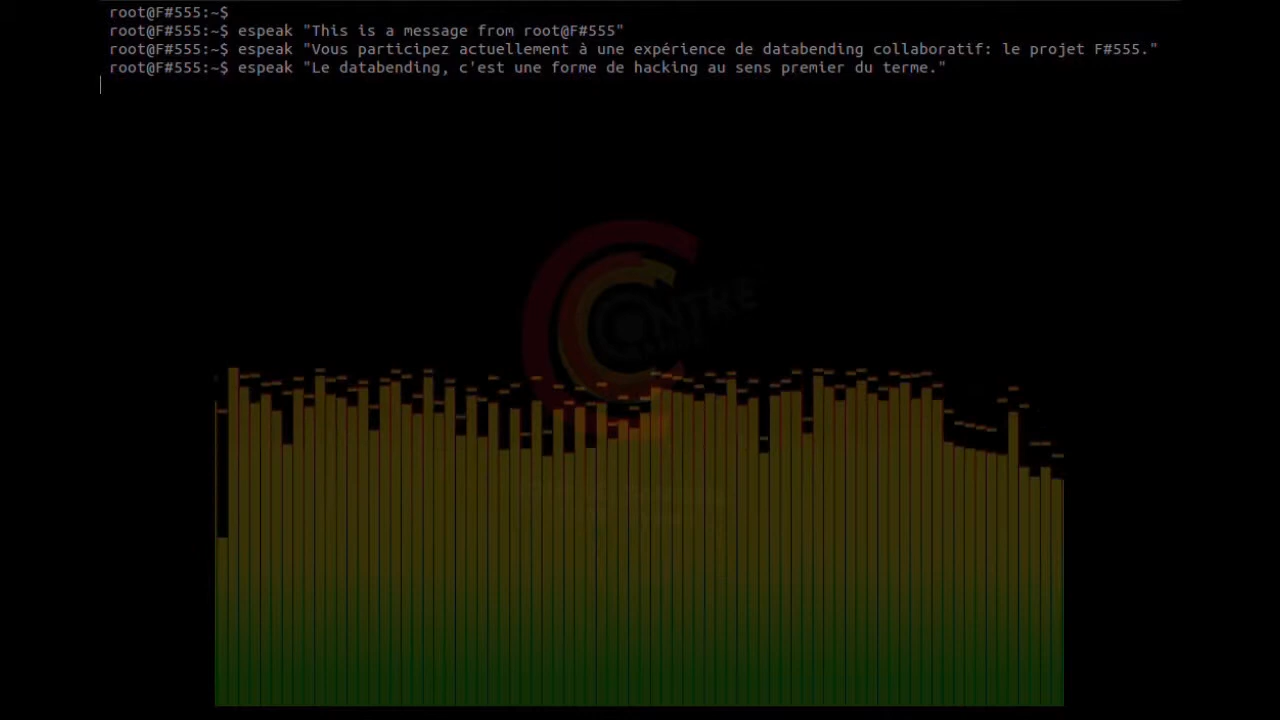 root@F#555:~$
root@F#555:~$ espeak "This is a message from root@F#555"
root@F#555:~$ espeak "Vous participez actuellement à une expérience de databending collaboratif: le projet F#555."
root@F#555:~$ espeak "Le databending, c'est une forme de hacking au sens premier du terme."